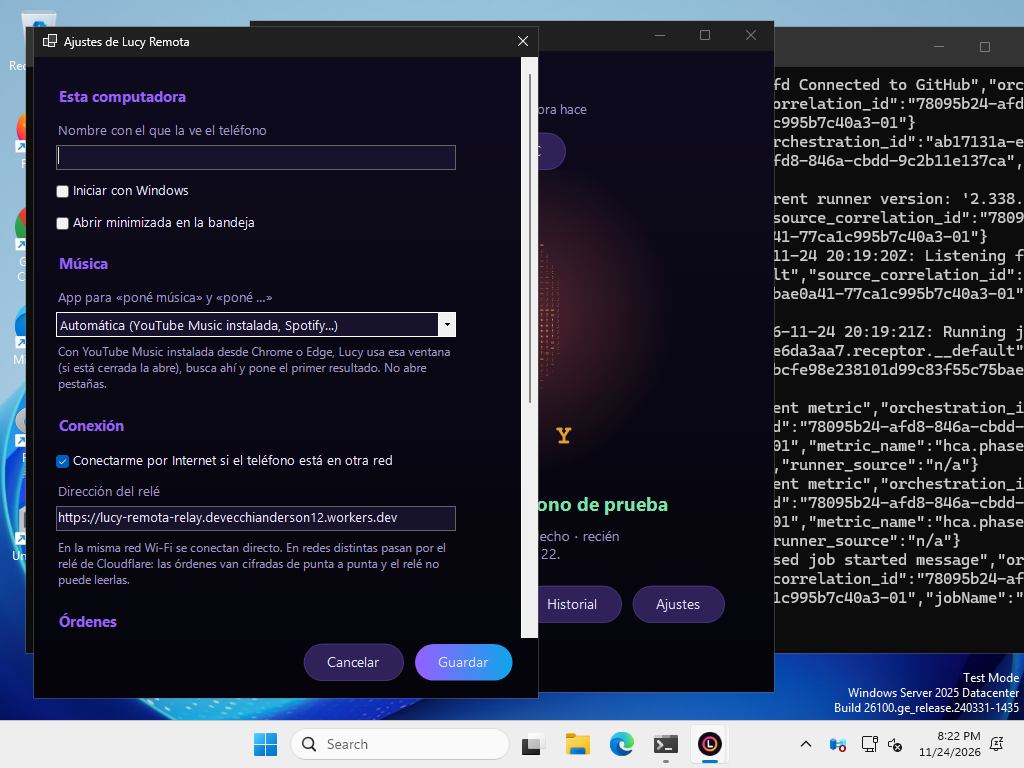 Ajustes de Lucy Remota
Esta computadora
Nombre con el que la ve el teléfono
Iniciar con Windows
Abrir minimizada en la bandeja
Música
App para «poné música» y «poné ...»
Automática (YouTube Music instalada, Spotify...)
Con YouTube Music instalada desde Chrome o Edge, Lucy usa esa ventana
(si está cerrada la abre), busca ahí y pone el primer resultado. No abre
pestañas.
Conexión
Conectarme por Internet si el teléfono está en otra red
Dirección del relé
https://lucy-remota-relay.devecchianderson12.workers.dev
En la misma red Wi-Fi se conectan directo. En redes distintas pasan por el
relé de Cloudflare: las órdenes van cifradas de punta a punta y el relé no
puede leerlas.
Órdenes
Cancelar
Guardar
ora hace
Y
ono de prueba
echo · recién
22.
Historial
Ajustes
fd Connected to GitHub","orc
orrelation_id":"78095b24-afd
c995b7c40a3-01"}
rchestration_id":"ab17131a-e
fd8-846a-cbdd-9c2b11e137ca",
rent runner version: '2.338.
source_correlation_id":"7809
41-77ca1c995b7c40a3-01"}
11-24 20:19:20Z: Listening f
lt","source_correlation_id":
bae0a41-77ca1c995b7c40a3-01"
6-11-24 20:19:21Z: Running j
e6da3aa7.receptor.__default"
bcfe98e238101d99c83f55c75bae
ent metric","orchestration_i
d":"78095b24-afd8-846a-cbdd-
01","metric_name":"hca.phase
,"runner_source":"n/a"}
ent metric","orchestration_i
d":"78095b24-afd8-846a-cbdd-
01","metric_name":"hca.phase
runner_source":"n/a"}
sed job started message","or
correlation_id":"78095b24-af
1c995b7c40a3-01","jobName":"
Test Mode
Windows Server 2025 Datacenter
Build 26100.ge_release.240331-1435
Search
8:22 PM
11/24/2026